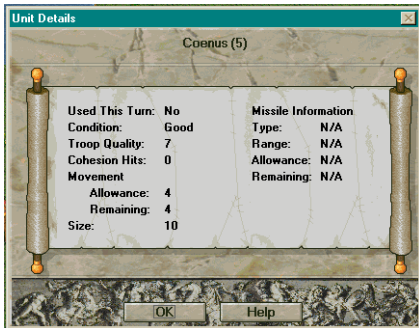 Unit Details
Coenus (5)
Used This Turn: No
Condition: Good
Troop Quality: 7
Cohesion Hits: 0
Movement
Allowance: 4
Remaining: 4
Size: 10
Missile Information
Type: N/A
Range: N/A
Allowance: N/A
Remaining: N/A
OK
Help